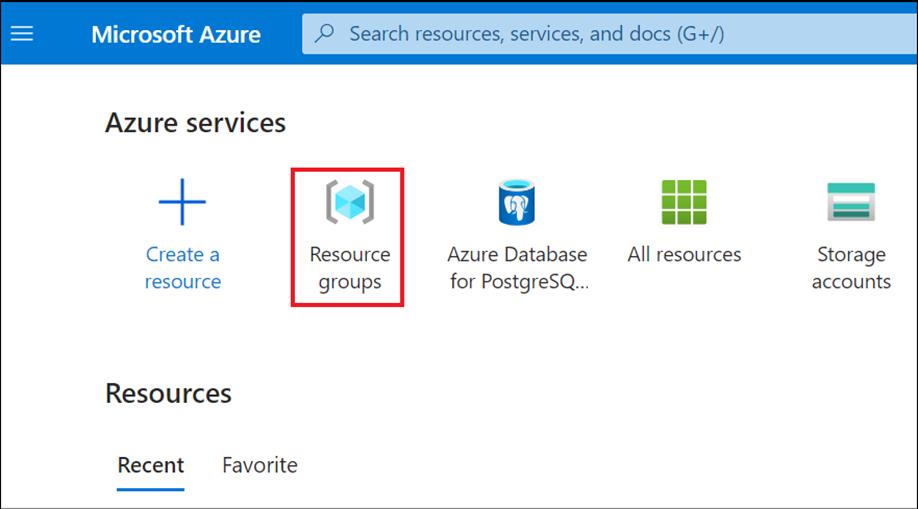 Microsoft Azure
Search resources, services, and docs (G+/)
Azure services
Create a
resource
Resource
groups
Azure Database
for PostgreSQ...
All resources
Storage
accounts
Resources
Recent
Favorite